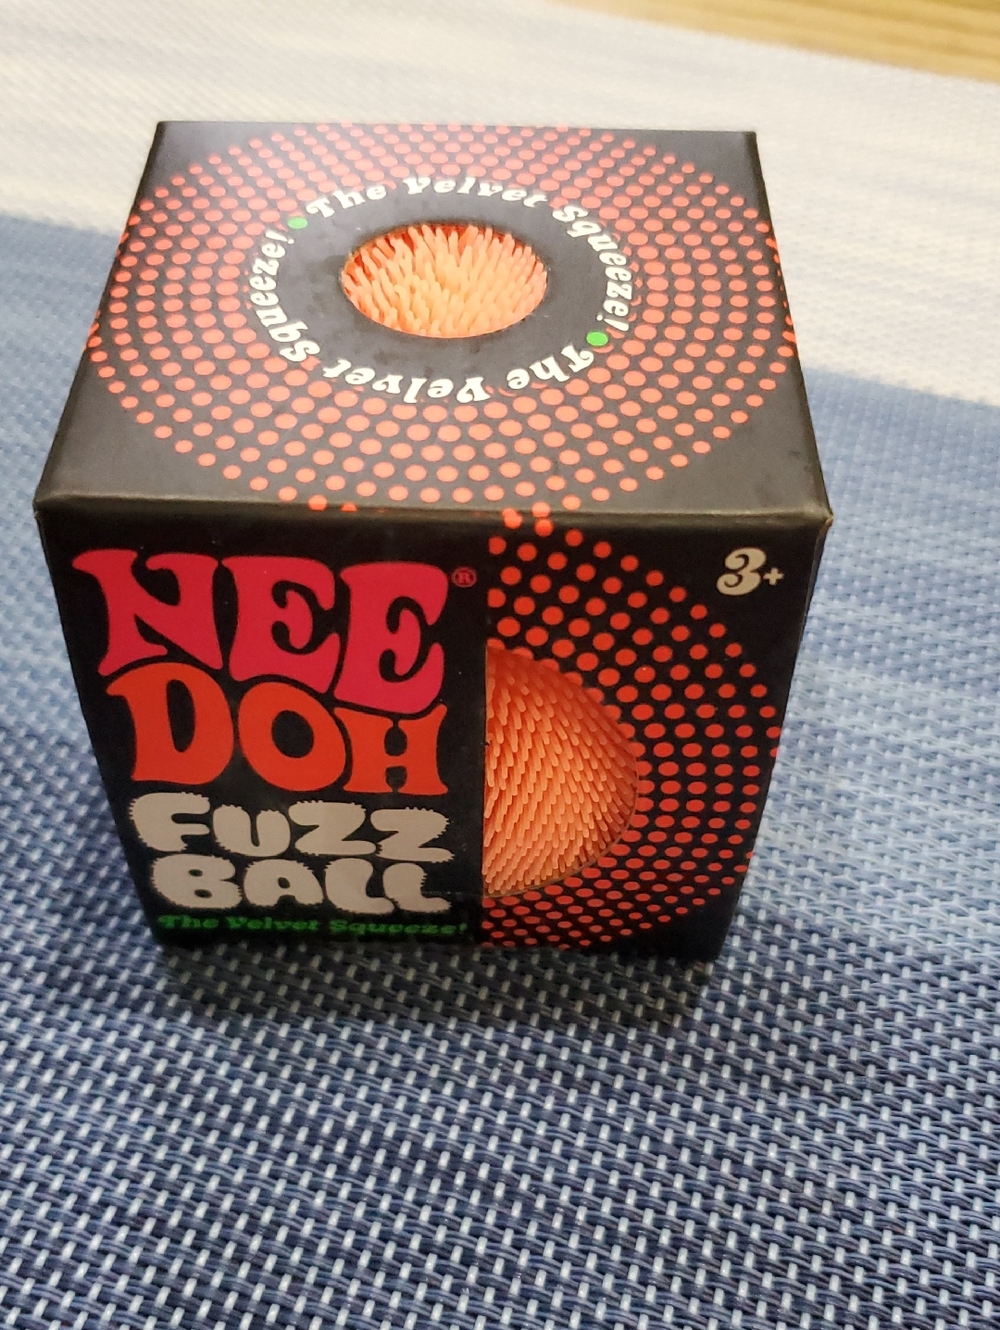 The Velvet Squeeze!
The Velvet Squeeze!
NEE®
DOH
FUZZ
BALL
The Velvet Squeeze!
3+